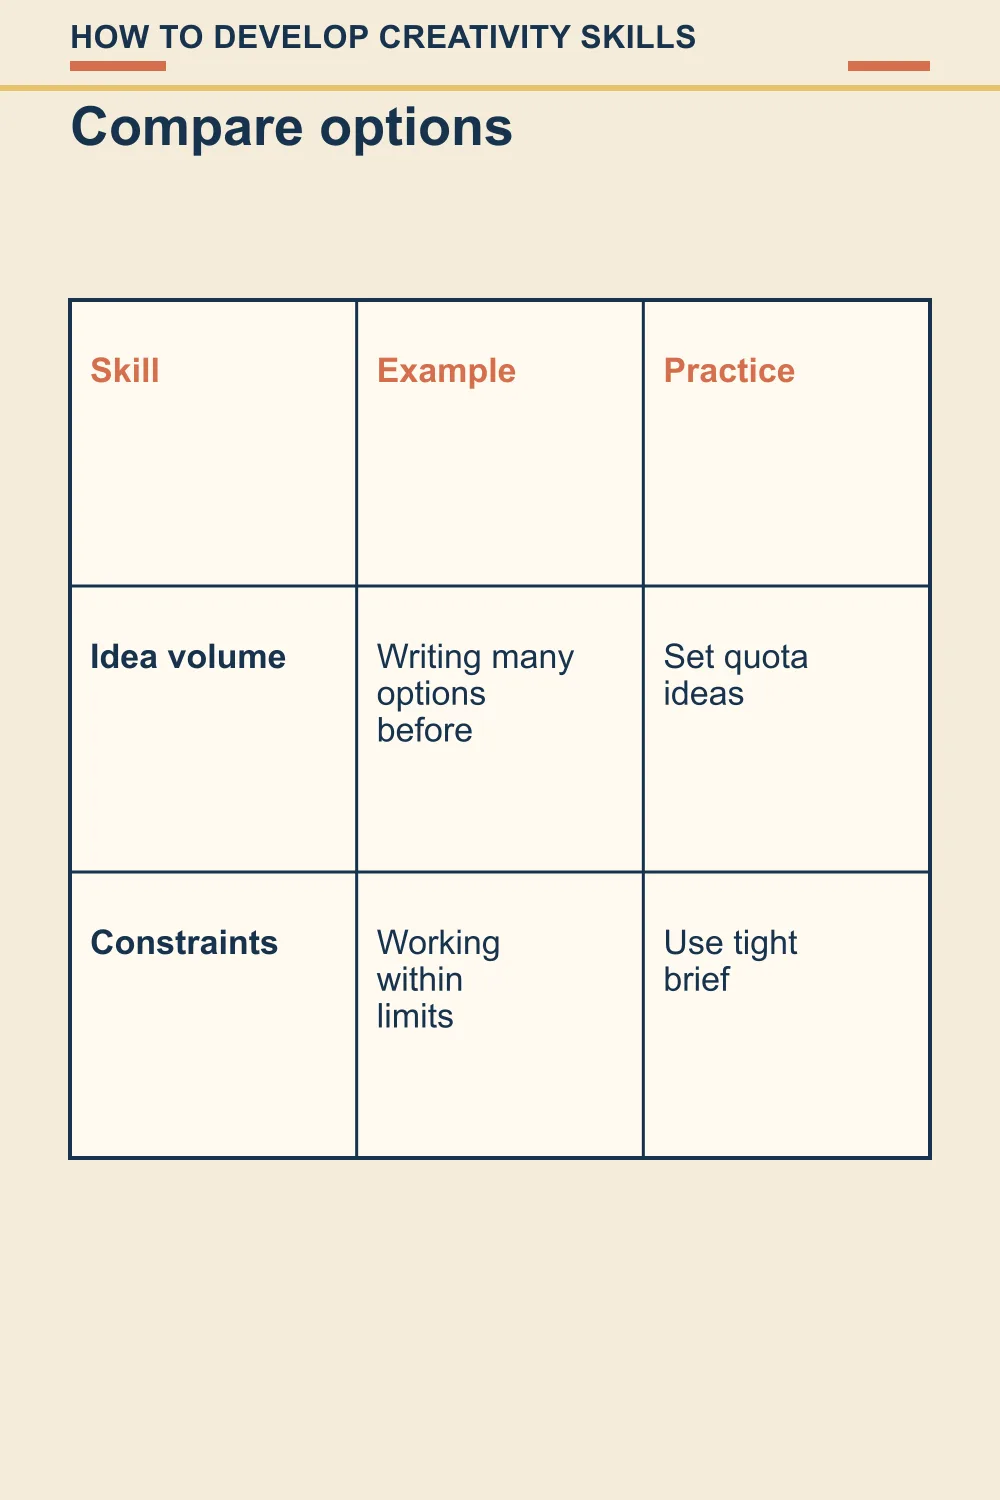 HOW TO DEVELOP CREATIVITY SKILLS
Compare options
Skill
Example
Practice
Idea volume
Writing many
options
before
Set quota
ideas
Constraints
Working
within
limits
Use tight
brief